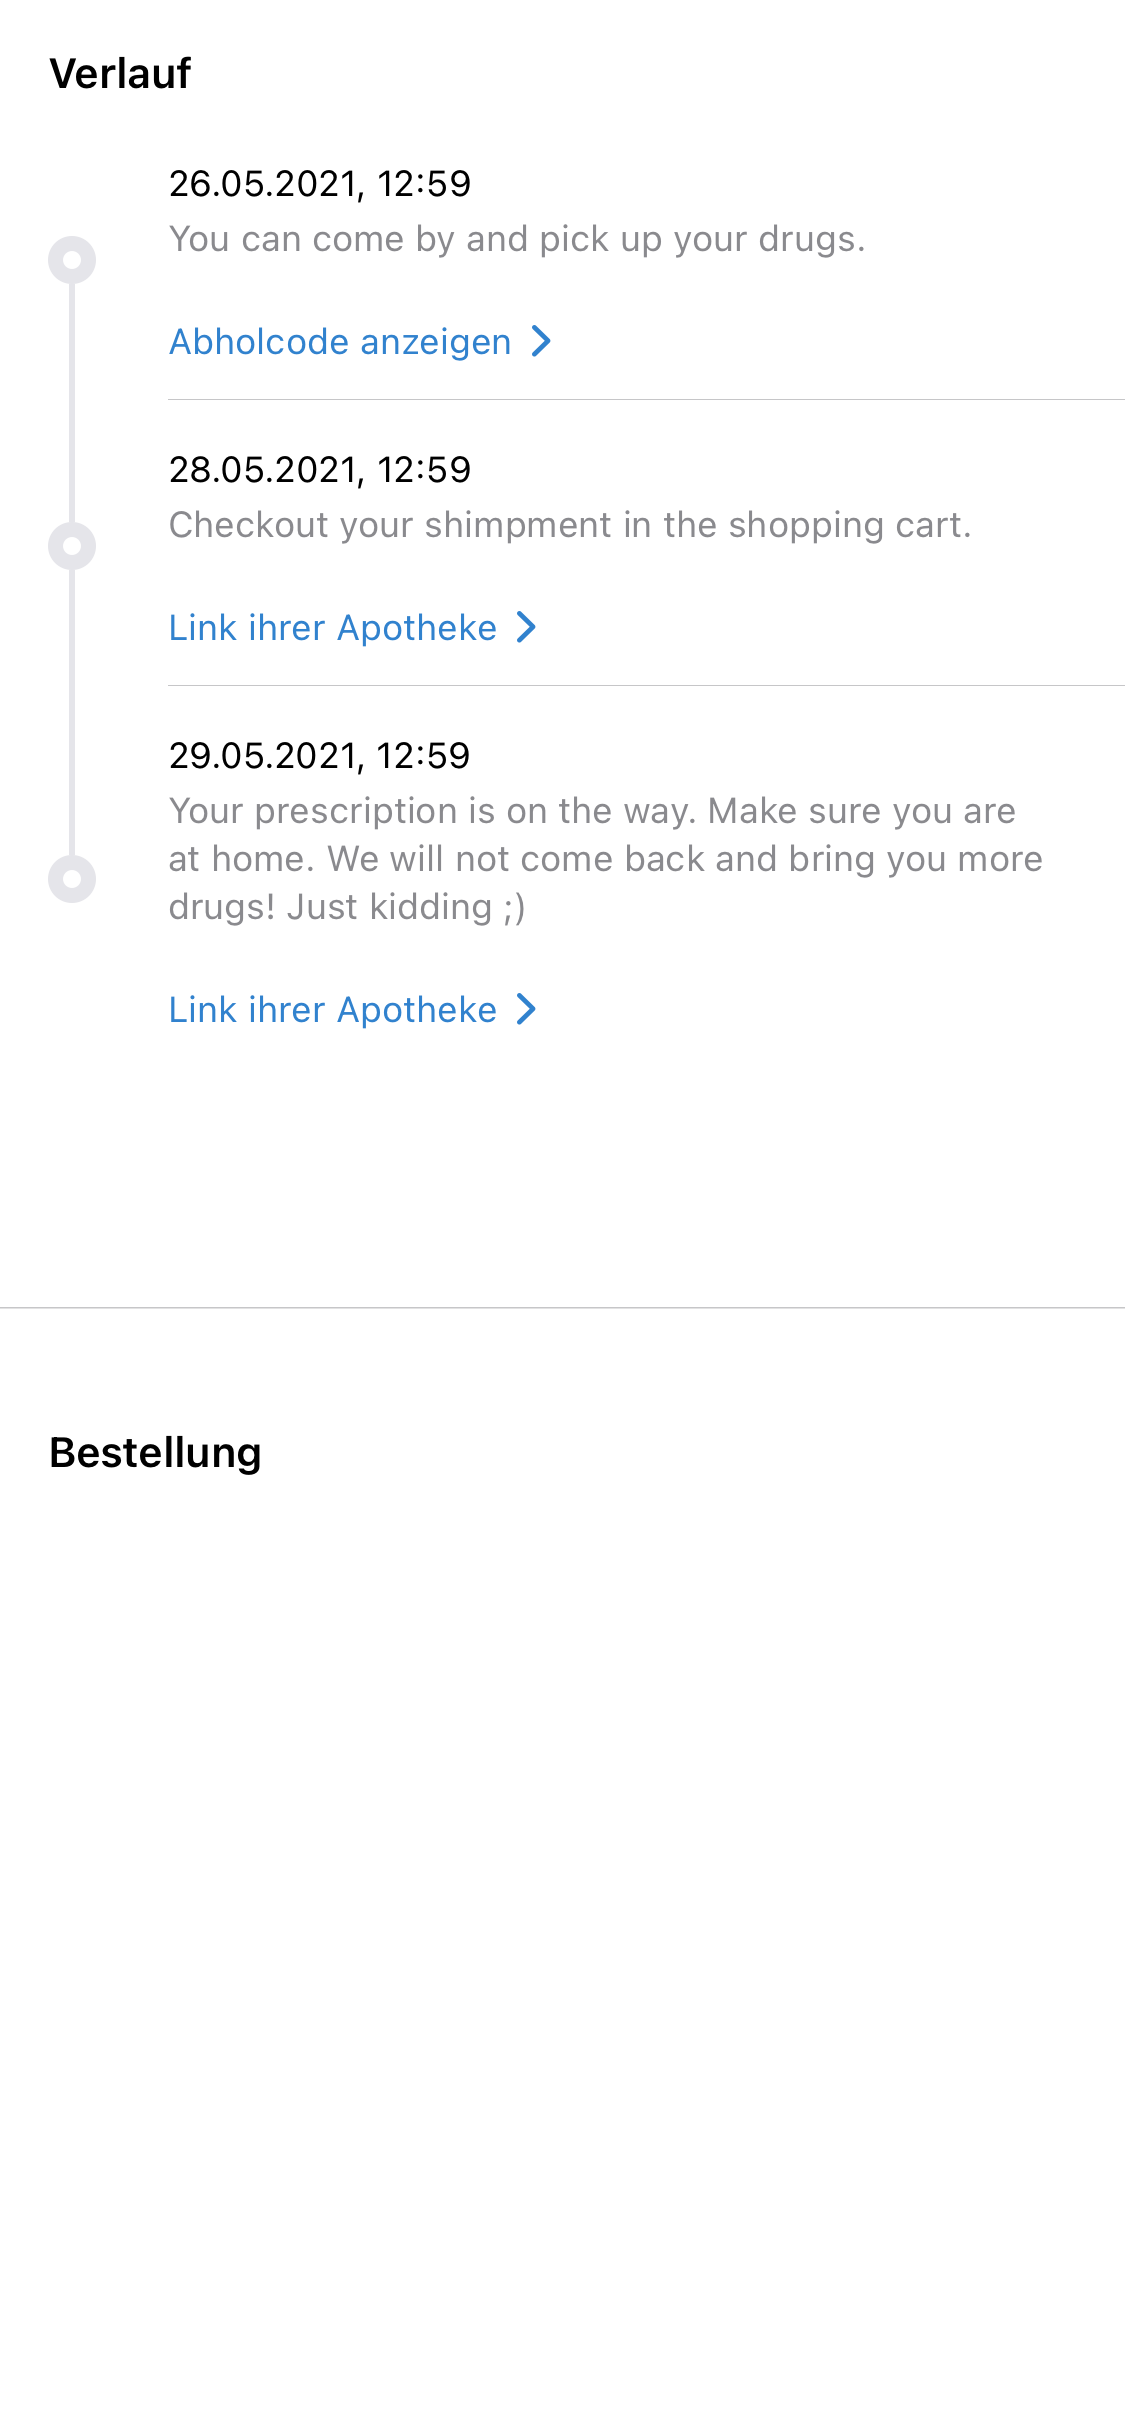 Verlauf
26.05.2021, 12:59
You can come by and pick up your drugs.
Abholcode anzeigen
28.05.2021, 12:59
Checkout your shimpment in the shopping cart.
Link ihrer Apotheke
29.05.2021, 12:59
Your prescription is on the way. Make sure you are
at home. We will not come back and bring you more
drugs! Just kidding ;)
Link ihrer Apotheke
Bestellung